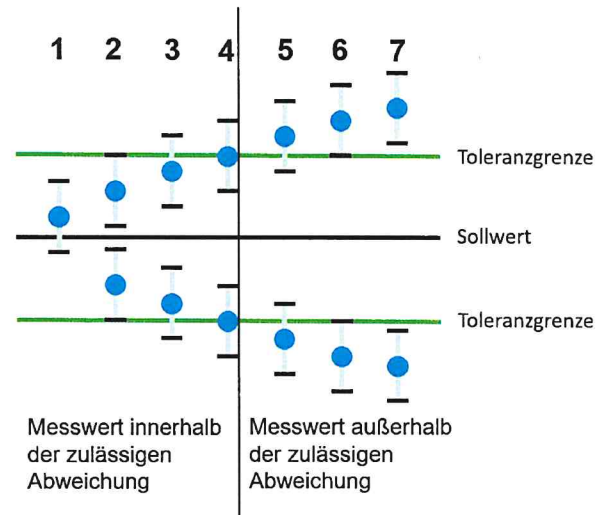 1 2 3 4 5 6 7
Toleranzgrenze
Sollwert
Toleranzgrenze
Messwert innerhalb
der zulässigen
Abweichung
Messwert außerhalb
der zulässigen
Abweichung